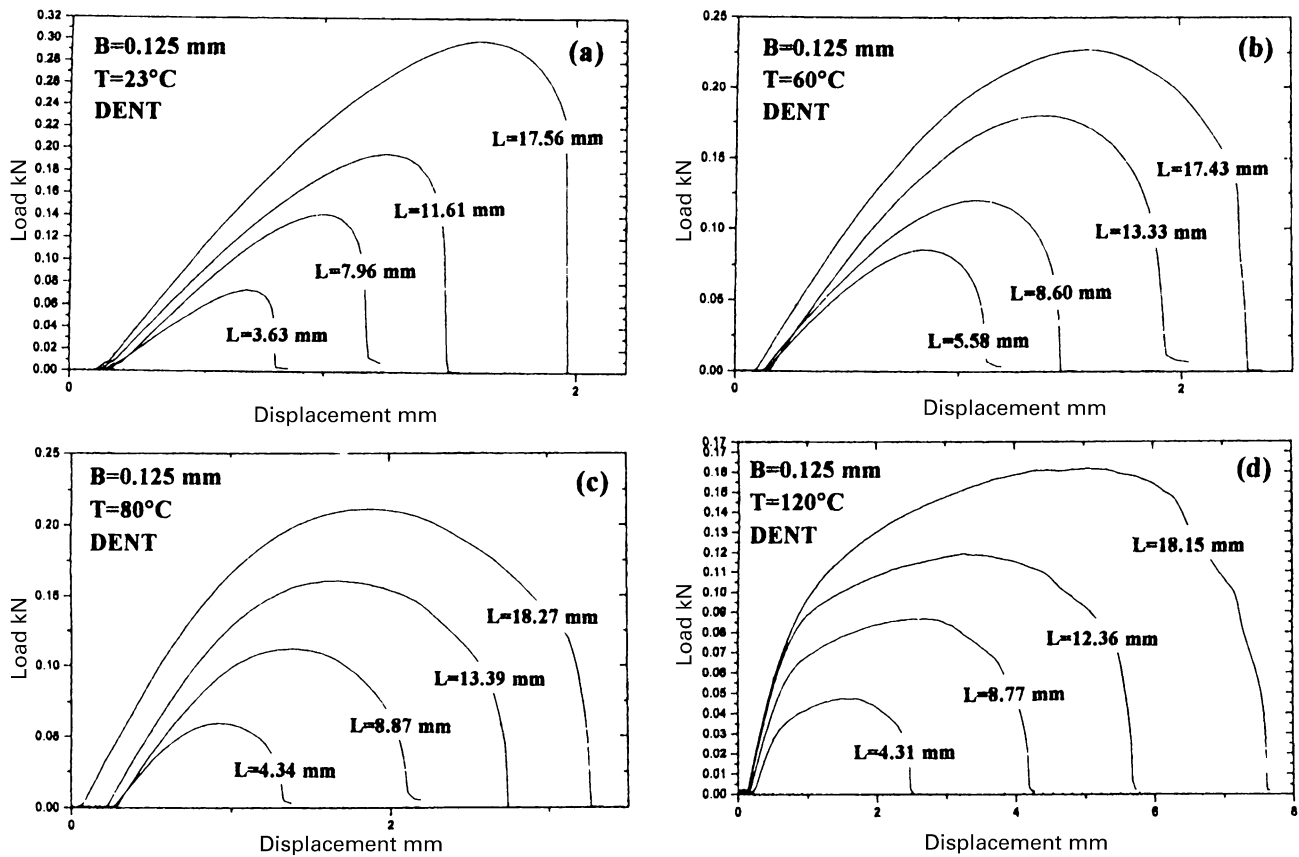 0.32
0.30
0.28
0.26
0.24
0.22
0.20
0.18
0.16
0.14
0.12
0.10
0.08
0.06
0.04
0.02
0.00
Load kN
B=0.125 mm
T=23°C
DENT
(a)
L=17.56 mm
L=11.61 mm
L=7.96 mm
L=3.63 mm
0
2
Displacement mm
0.25
0.20
0.15
0.10
0.05
0.00
Load kN
B=0.125 mm
T=60°C
DENT
(b)
L=17.43 mm
L=13.33 mm
L=8.60 mm
L=5.58 mm
0
2
Displacement mm
0.25
0.20
0.15
0.10
0.05
0.00
Load kN
B=0.125 mm
T=80°C
DENT
(c)
L=18.27 mm
L=13.39 mm
L=8.87 mm
L=4.34 mm
0
2
Displacement mm
0.17
0.17
0.16
0.15
0.14
0.13
0.12
0.11
0.10
0.09
0.08
0.07
0.06
0.05
0.04
0.03
0.02
0.01
0.00
Load kN
B=0.125 mm
T=120°C
DENT
(d)
L=18.15 mm
L=12.36 mm
L=8.77 mm
L=4.31 mm
0
2
4
6
8
Displacement mm